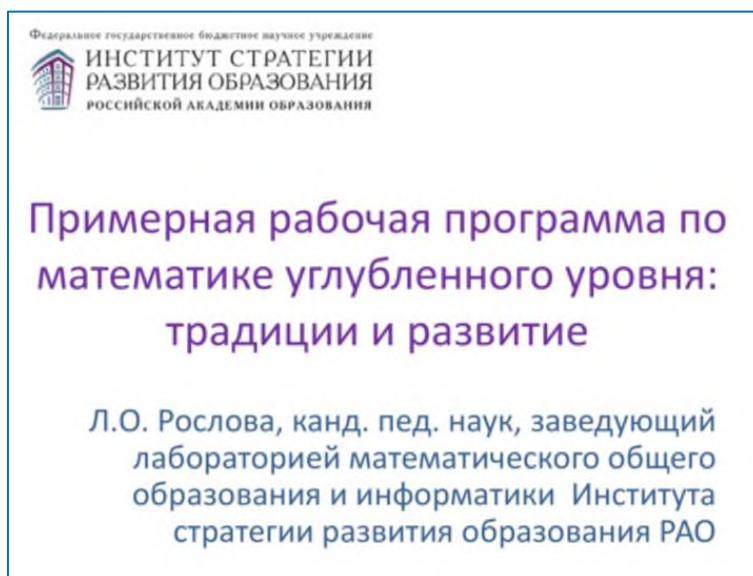 Федеральное государственное бюджетное научное учреждение
ИНСТИТУТ СТРАТЕГИИ
РАЗВИТИЯ ОБРАЗОВАНИЯ
РОССИЙСКОЙ АКАДЕМИИ ОБРАЗОВАНИЯ
Примерная рабочая программа по
математике углубленного уровня:
традиции и развитие
Л.О. Рослова, канд. пед. наук, заведующий
лабораторией математического общего
образования и информатики Института
стратегии развития образования РАО